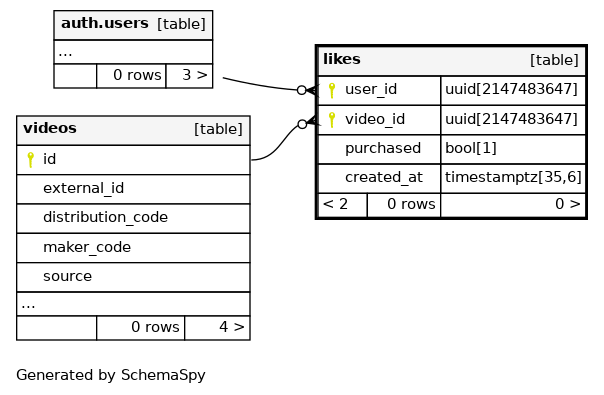 auth.users [table]
...
0 rows 3 >
likes [table]
user_id uuid[2147483647]
video_id uuid[2147483647]
purchased bool[1]
created_at timestamptz[35,6]
< 2 0 rows 0 >
videos [table]
id
external_id
distribution_code
maker_code
source
...
0 rows 4 >
Generated by SchemaSpy